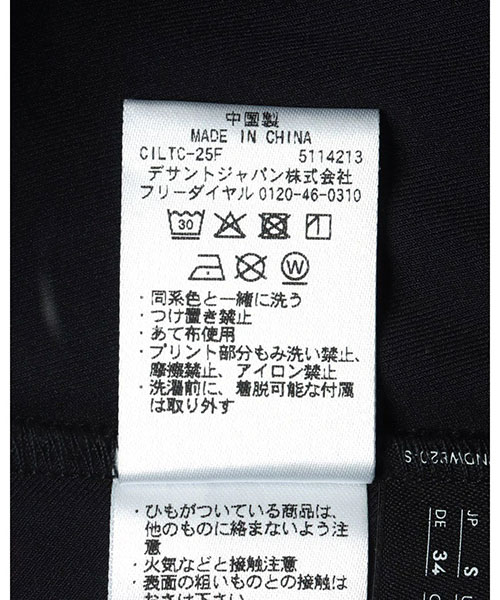 中国製
MADE IN CHINA
CILTC-25F 5114213
デサントジャパン株式会社
フリーダイヤル 0120-46-0310
30
W
・同系色と一緒に洗う
・つけ置き禁止
・あて布使用
・プリント部分もみ洗い禁止、
摩擦禁止、アイロン禁止
・洗濯前に、着脱可能な付属
は取り外す
・ひもがついている商品は、
他のものに絡まないよう注
意
・火気などと接触注意
・表面の粗いものとの接触は
おさけ下さい
JP S
DE 34